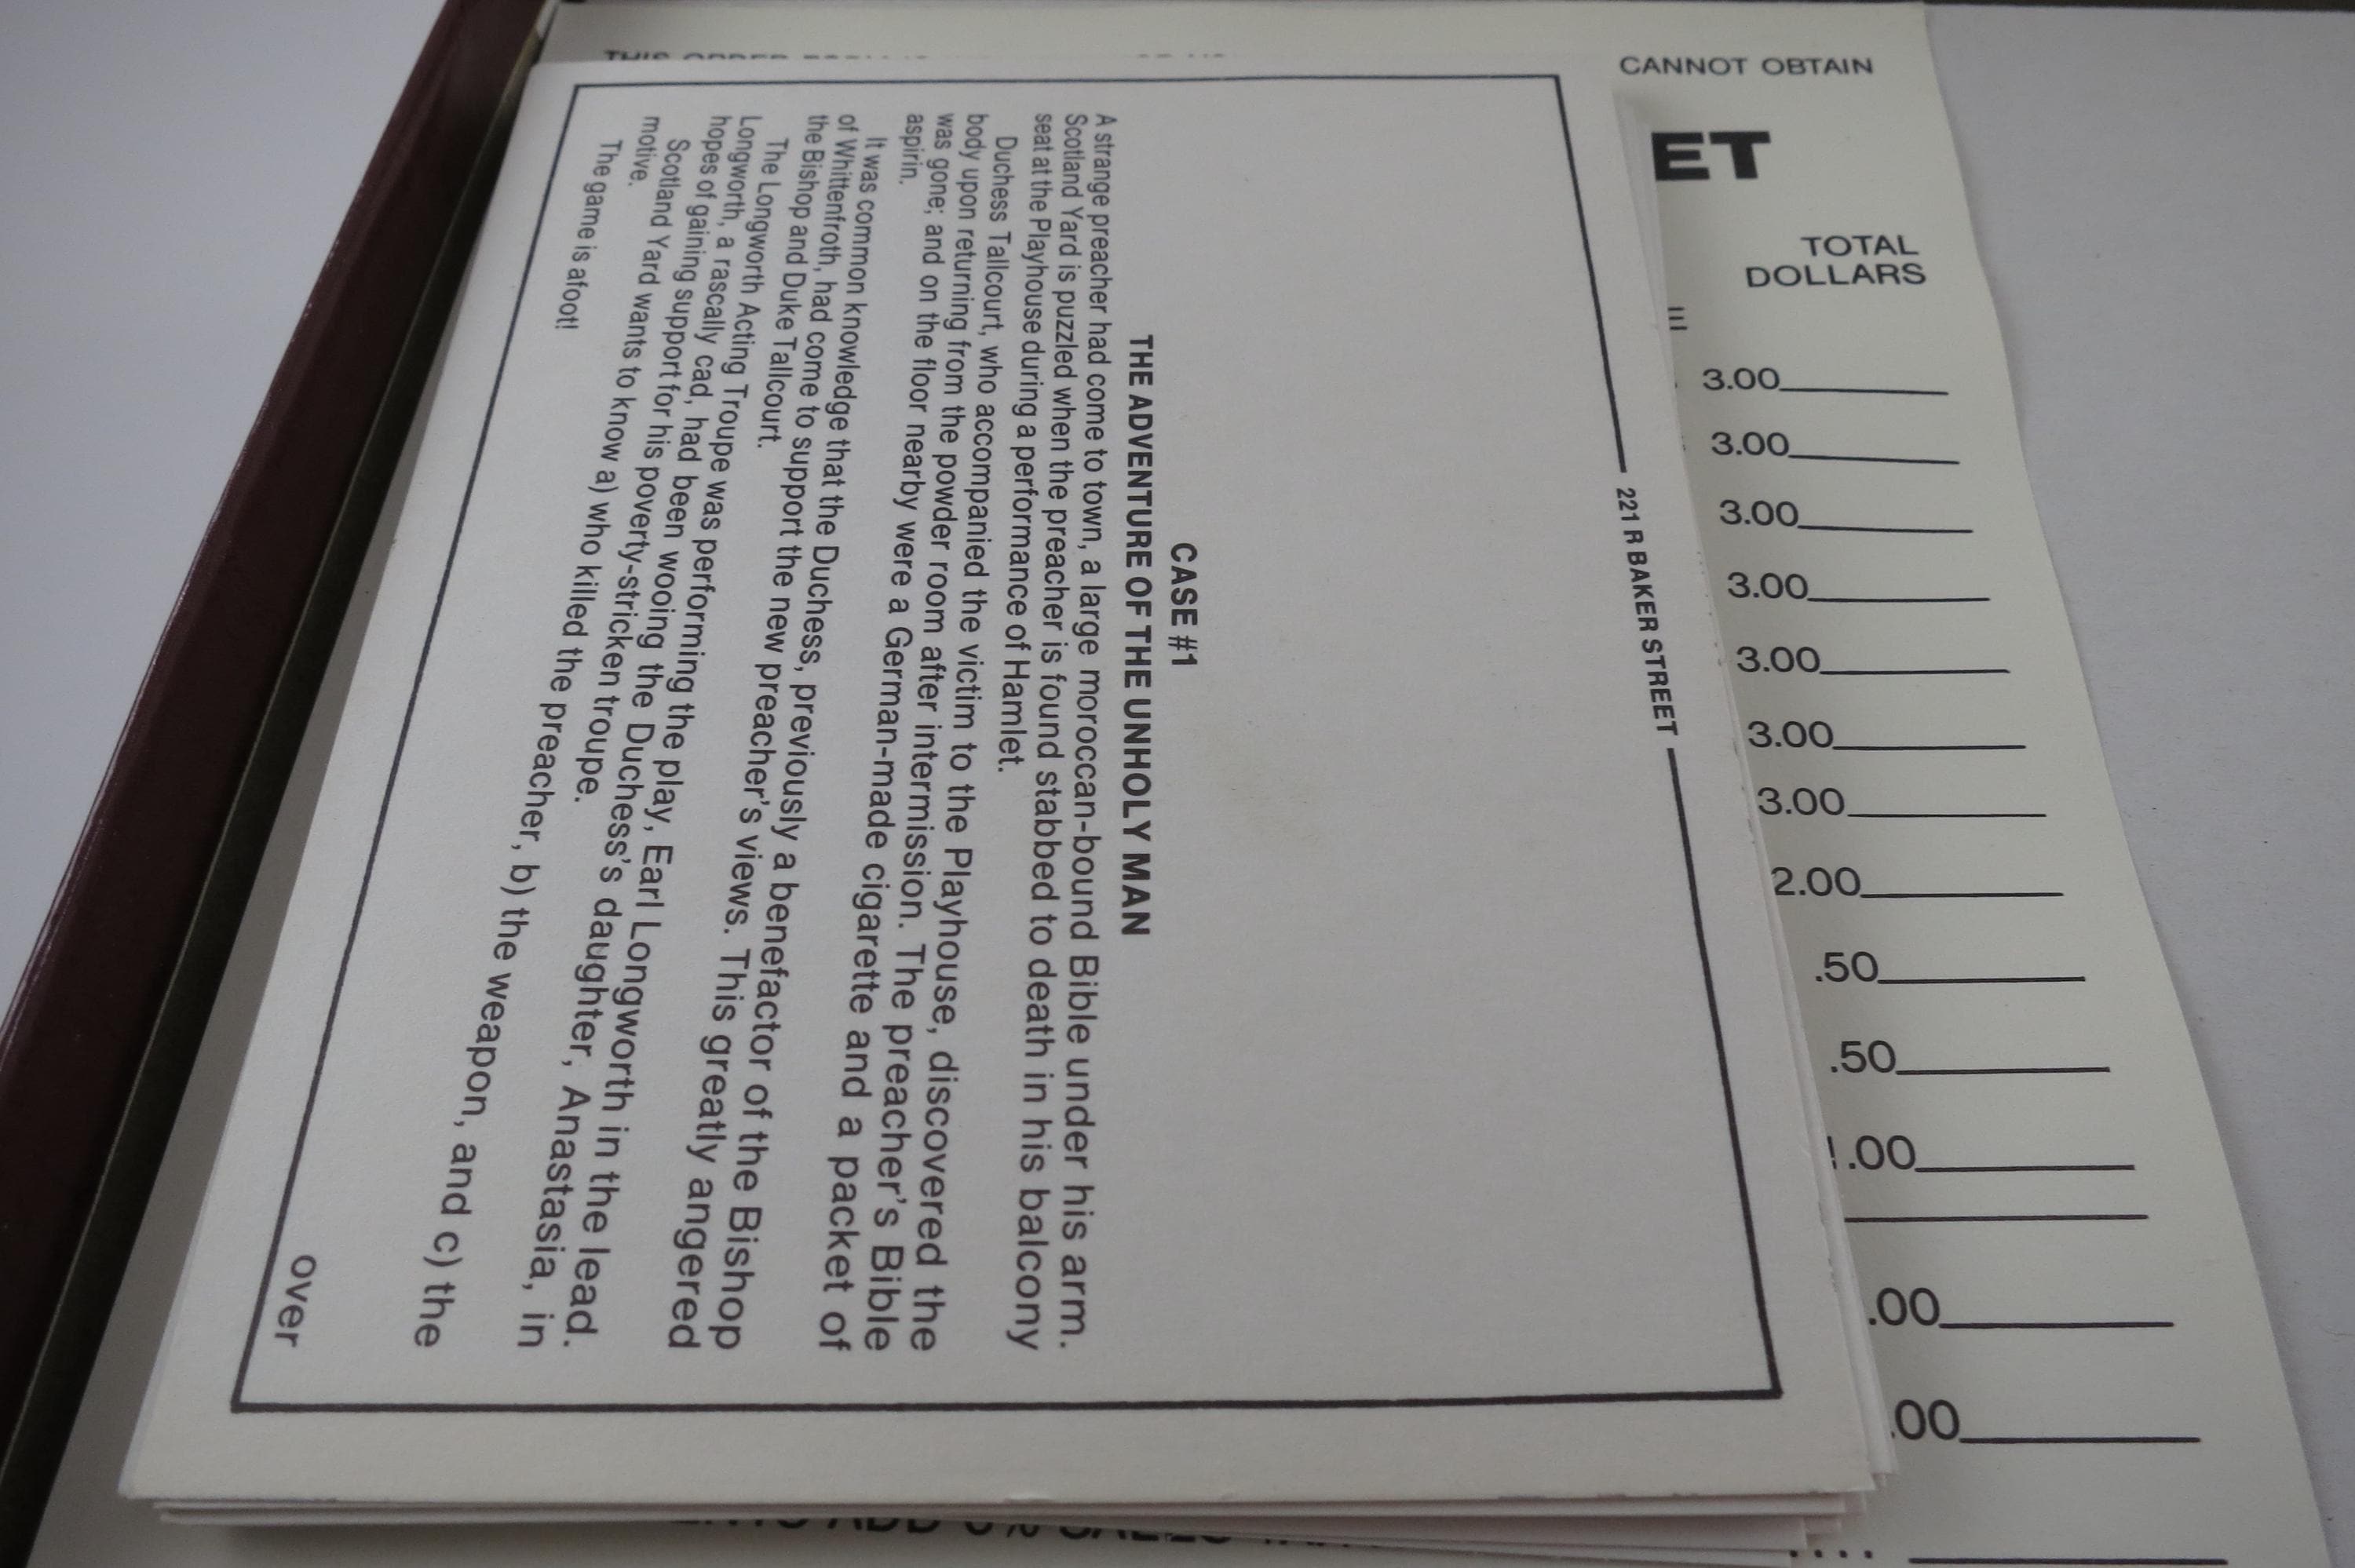 221 B BAKER STREET
CASE #1
THE ADVENTURE OF THE UNHOLY MAN
A strange preacher had come to town, a large moroccan-bound Bible under his arm.
Scotland Yard is puzzled when the preacher is found stabbed to death in his balcony
seat at the Playhouse during a performance of Hamlet.
Duchess Tallcourt, who accompanied the victim to the Playhouse, discovered the
body upon returning from the powder room after intermission. The preacher's Bible
was gone; and on the floor nearby were a German-made cigarette and a packet of
aspirin.
It was common knowledge that the Duchess, previously a benefactor of the Bishop
of Whittenfroth, had come to support the new preacher's views. This greatly angered
the Bishop and Duke Tallcourt.
The Longworth Acting Troupe was performing the play, Earl Longworth in the lead.
Longworth, a rascally cad, had been wooing the Duchess's daughter, Anastasia, in
hopes of gaining support for his poverty-stricken troupe.
Scotland Yard wants to know a) who killed the preacher, b) the weapon, and c) the
motive.
The game is afoot!
over
CANNOT OBTAIN
ET
TOTAL
DOLLARS
3.00
3.00
3.00
3.00
3.00
3.00
3.00
2.00
.50
.50
1.00
.00
.00